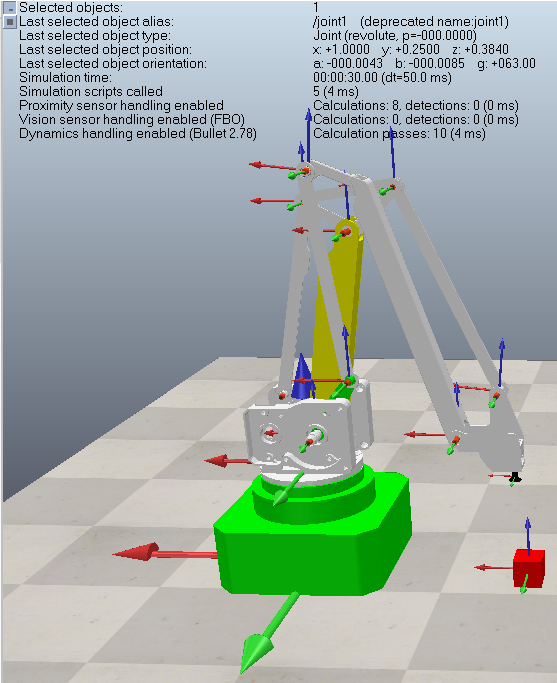 Selected objects: 1
Last selected object alias: /joint1 (deprecated name:joint1)
Last selected object type: Joint (revolute, p=-000.0000)
Last selected object position: x: +1.0000 y: +0.2500 z: +0.3840
Last selected object orientation: a: -000.0043 b: -000.0085 g: +063.00
Simulation time: 00:00:30.00 (dt=50.0 ms)
Simulation scripts called 5 (4 ms)
Proximity sensor handling enabled Calculations: 8, detections: 0 (0 ms)
Vision sensor handling enabled (FBO) Calculations: 0, detections: 0 (0 ms)
Dynamics handling enabled (Bullet 2.78) Calculation passes: 10 (4 ms)